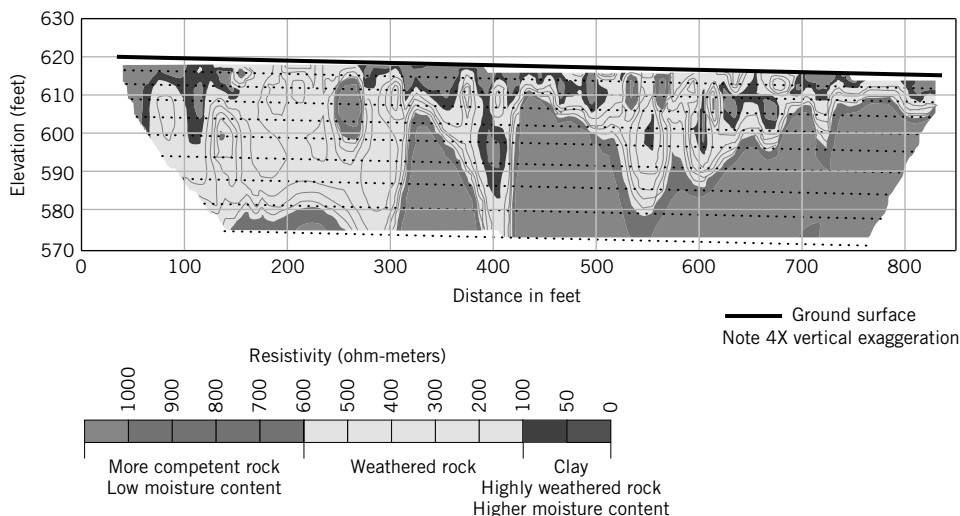 630
620
610
600
590
580
570
Elevation (feet)
0 100 200 300 400 500 600 700 800
Distance in feet
Ground surface
Note 4X vertical exaggeration
Resistivity (ohm-meters)
1000 900 800 700 600 500 400 300 200 100 50 0
More competent rock
Low moisture content
Weathered rock
Clay
Highly weathered rock
Higher moisture content